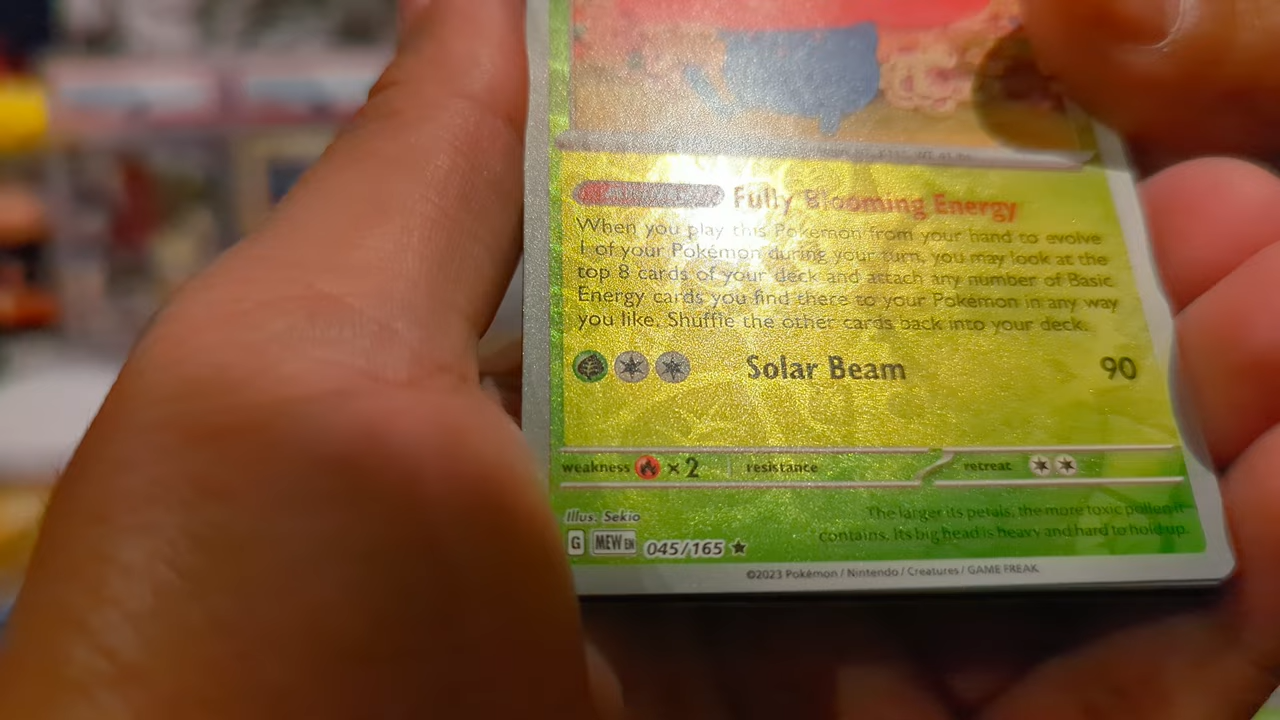 Fully Blooming Energy
When you play this Pokémon from your hand to evolve
1 of your Pokémon during your turn, you may look at the
top 8 cards of your deck and attach any number of Basic
Energy cards you find there to your Pokémon in any way
you like. Shuffle the other cards back into your deck.
Solar Beam 90
weakness ×2 resistance retreat
Illus. Sekio
The larger its petals, the more toxic pollen it
contains. Its big head is heavy and hard to hold up.
G MEW EN 045/165 ★
©2023 Pokémon / Nintendo / Creatures / GAME FREAK